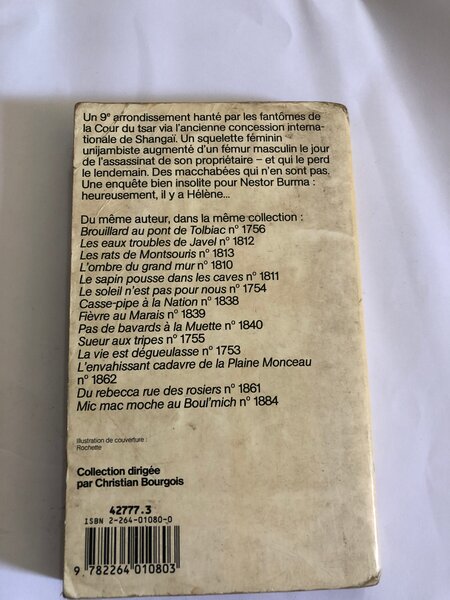 Un 9e arrondissement hanté par les fantômes de
la Cour du tsar via l'ancienne concession interna-
tionale de Shangaï. Un squelette féminin
unijambiste augmenté d'un fémur masculin le jour
de l'assassinat de son propriétaire – et qui le perd
le lendemain. Des macchabées qui n'en sont pas.
Une enquête bien insolite pour Nestor Burma :
heureusement, il y a Hélène...
Du même auteur, dans la même collection :
Brouillard au pont de Tolbiac n° 1756
Les eaux troubles de Javel n° 1812
Les rats de Montsouris n° 1813
L'ombre du grand mur n° 1810
Le sapin pousse dans les caves n° 1811
Le soleil n'est pas pour nous n° 1754
Casse-pipe à la Nation n° 1838
Fièvre au Marais n° 1839
Pas de bavards à la Muette n° 1840
Sueur aux tripes n° 1755
La vie est dégueulasse n° 1753
L'envahissant cadavre de la Plaine Monceau
n° 1862
Du rebecca rue des rosiers n° 1861
Mic mac moche au Boul'mich n° 1884
Illustration de couverture :
Rochette
Collection dirigée
par Christian Bourgois
42777.3
ISBN 2-264-01080-0
9 782264 010803